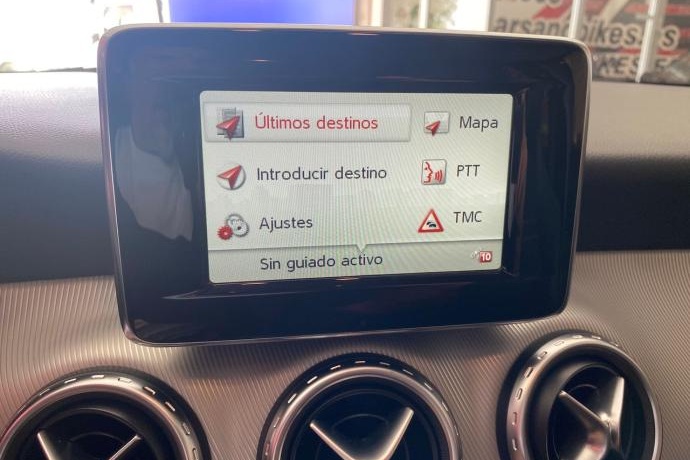 Últimos destinos
Mapa
Introducir destino
PTT
Ajustes
TMC
Sin guiado activo
10